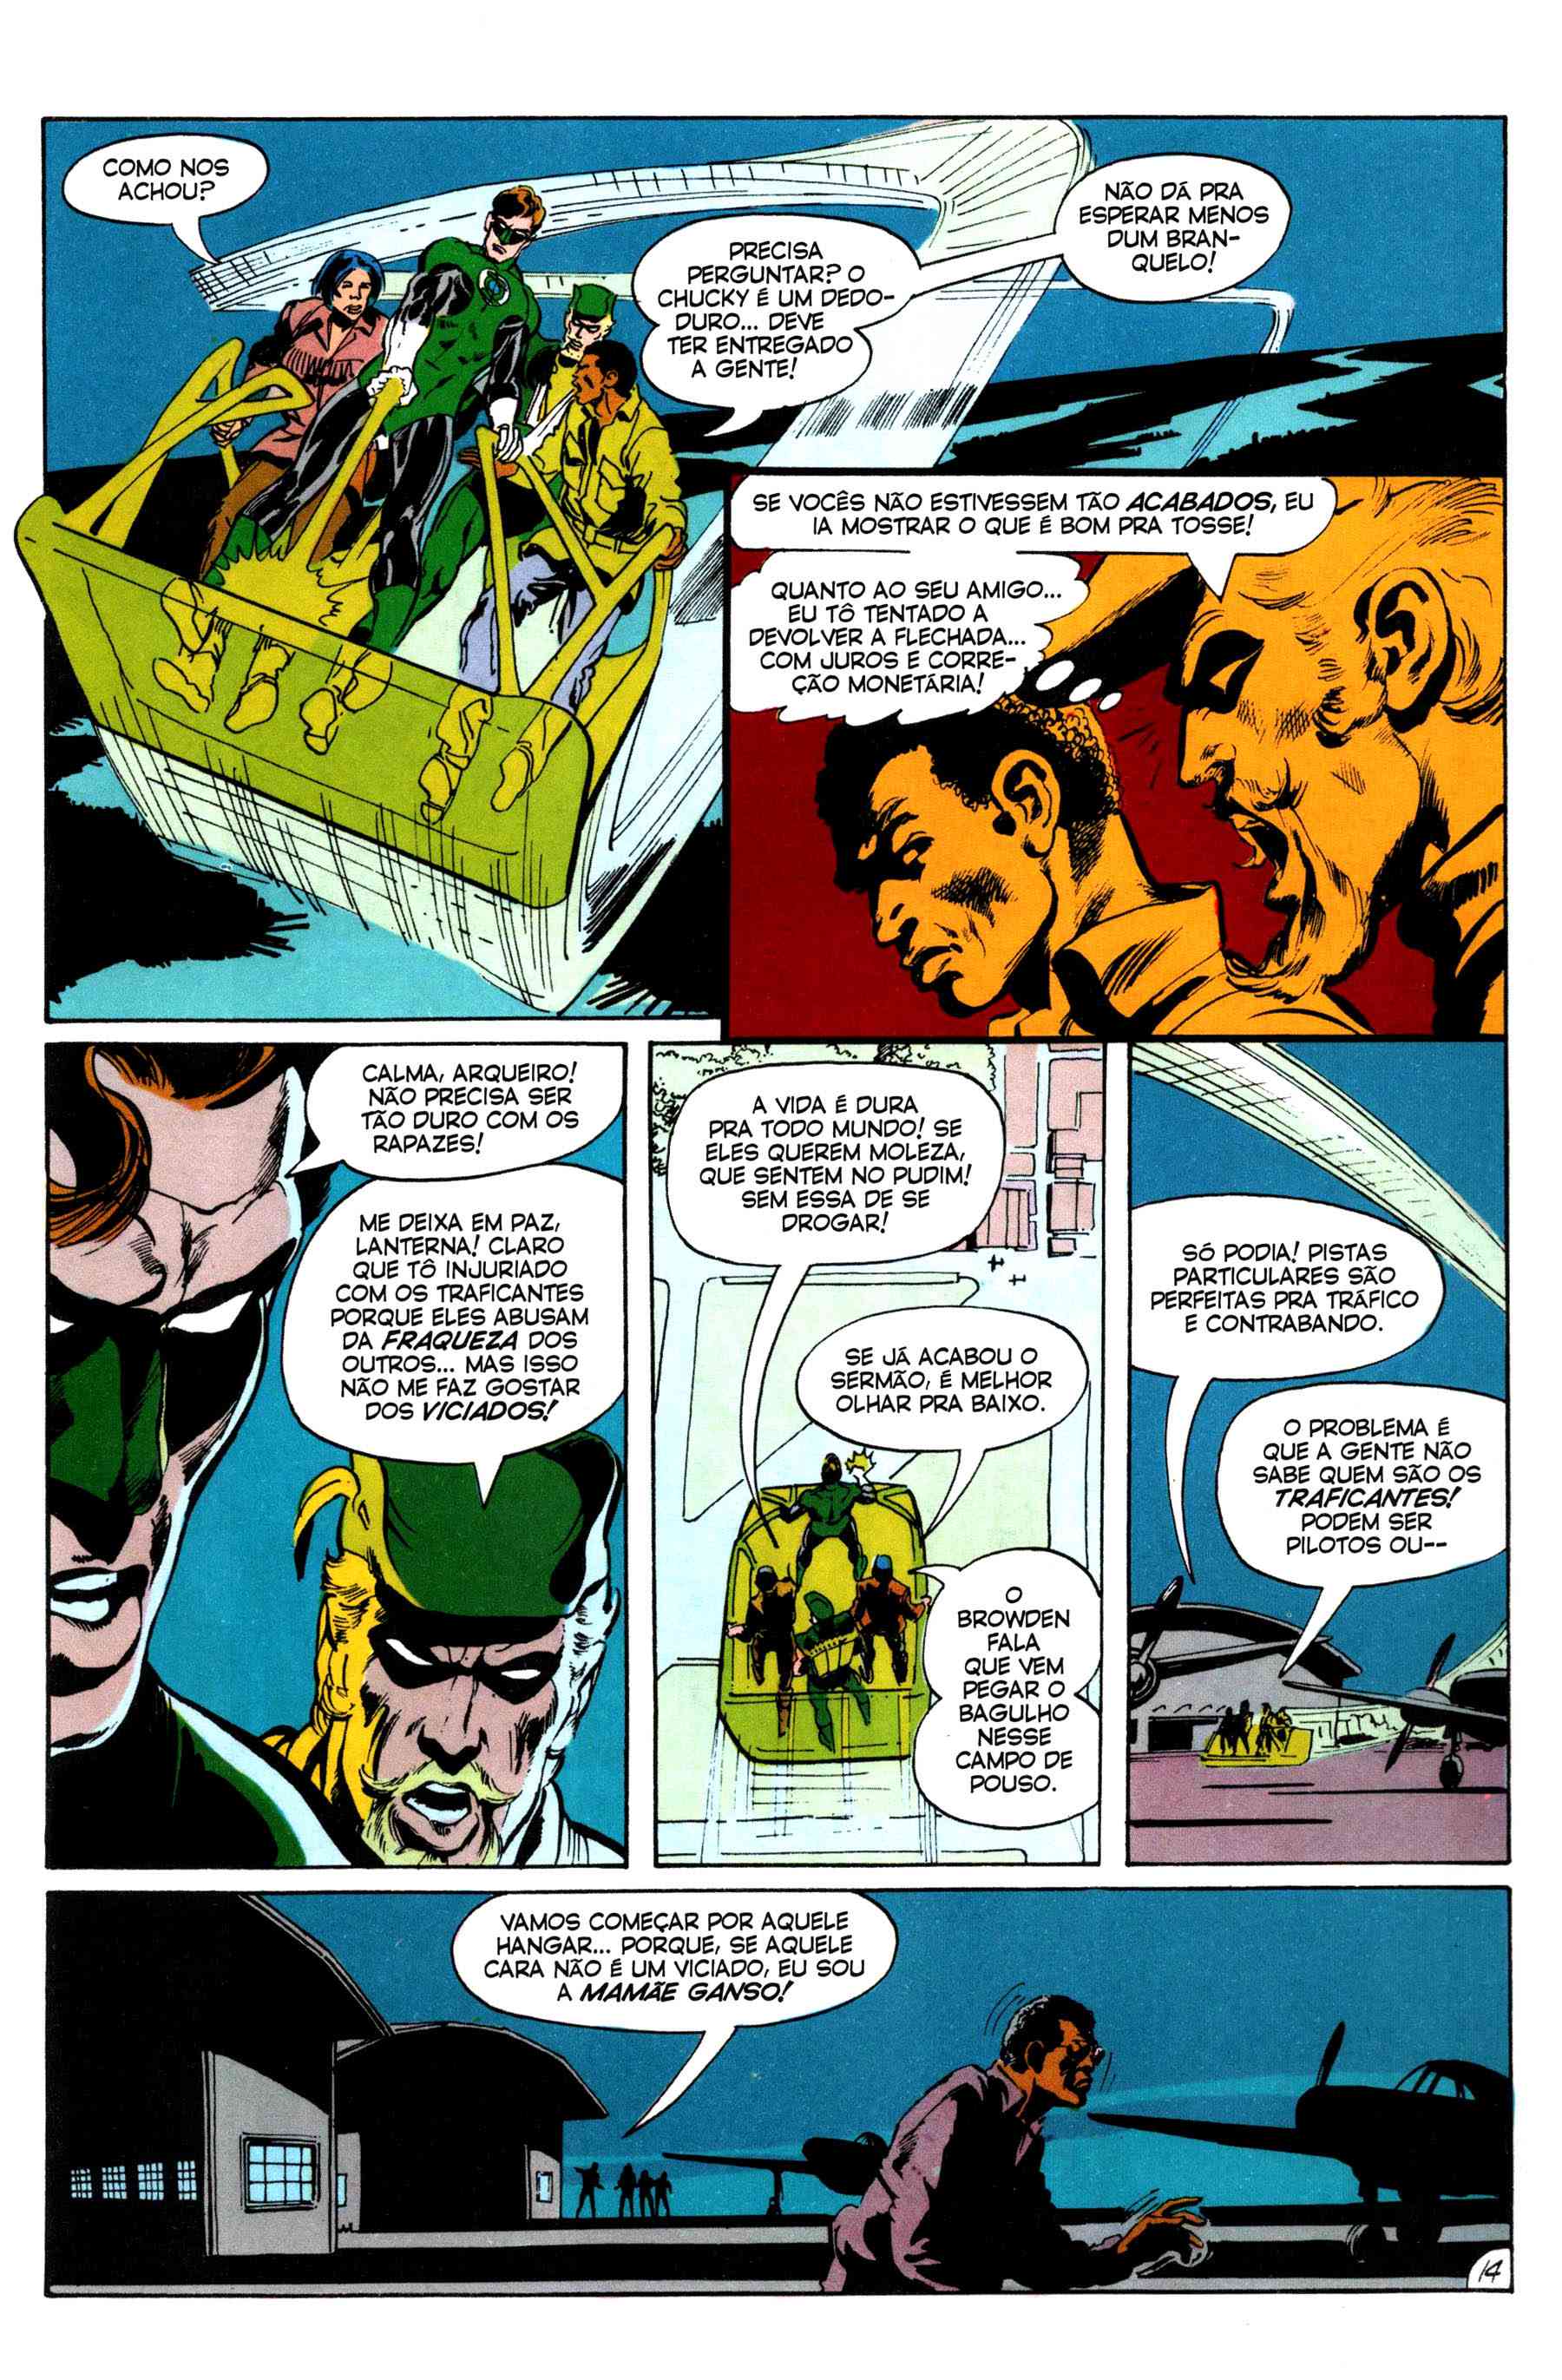 COMO NOS
ACHOU?
PRECISA
PERGUNTAR? O
CHUCKY É UM DEDO-
DURO... DEVE
TER ENTREGADO
A GENTE!
NÃO DÁ PRA
ESPERAR MENOS
DUM BRAN-
QUELO!
SE VOCÊS NÃO ESTIVESSEM TÃO ACABADOS, EU
IA MOSTRAR O QUE É BOM PRA TOSSE!
QUANTO AO SEU AMIGO...
EU TÔ TENTADO A
DEVOLVER A FLECHADA...
COM JUROS E CORRE-
ÇÃO MONETÁRIA!
CALMA, ARQUEIRO!
NÃO PRECISA SER
TÃO DURO COM OS
RAPAZES!
ME DEIXA EM PAZ,
LANTERNA! CLARO
QUE TÔ INJURIADO
COM OS TRAFICANTES
PORQUE ELES ABUSAM
DA FRAQUEZA DOS
OUTROS... MAS ISSO
NÃO ME FAZ GOSTAR
DOS VICIADOS!
A VIDA É DURA
PRA TODO MUNDO! SE
ELES QUEREM MOLEZA,
QUE SENTEM NO PUDIM!
SEM ESSA DE SE
DROGAR!
SE JÁ ACABOU O
SERMÃO, É MELHOR
OLHAR PRA BAIXO.
O
BROWDEN
FALA
QUE VEM
PEGAR O
BAGULHO
NESSE
CAMPO DE
POUSO.
SÓ PODIA! PISTAS
PARTICULARES SÃO
PERFEITAS PRA TRÁFICO
E CONTRABANDO.
O PROBLEMA É
QUE A GENTE NÃO
SABE QUEM SÃO OS
TRAFICANTES!
PODEM SER
PILOTOS OU--
VAMOS COMEÇAR POR AQUELE
HANGAR... PORQUE, SE AQUELE
CARA NÃO É UM VICIADO, EU SOU
A MAMÃE GANSO!
14